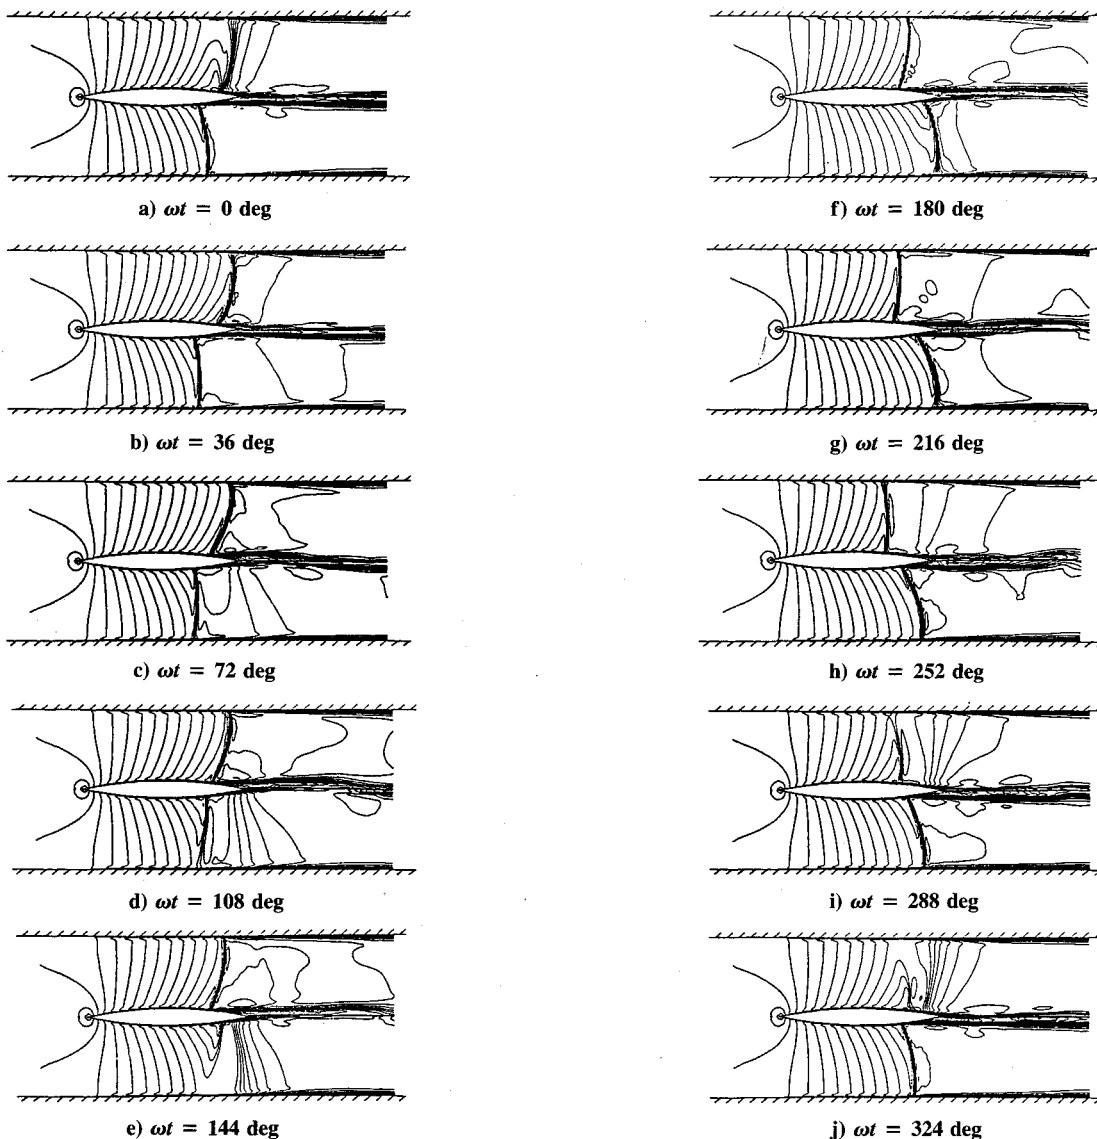 a) ωt = 0 deg
b) ωt = 36 deg
c) ωt = 72 deg
d) ωt = 108 deg
e) ωt = 144 deg
f) ωt = 180 deg
g) ωt = 216 deg
h) ωt = 252 deg
i) ωt = 288 deg
j) ωt = 324 deg